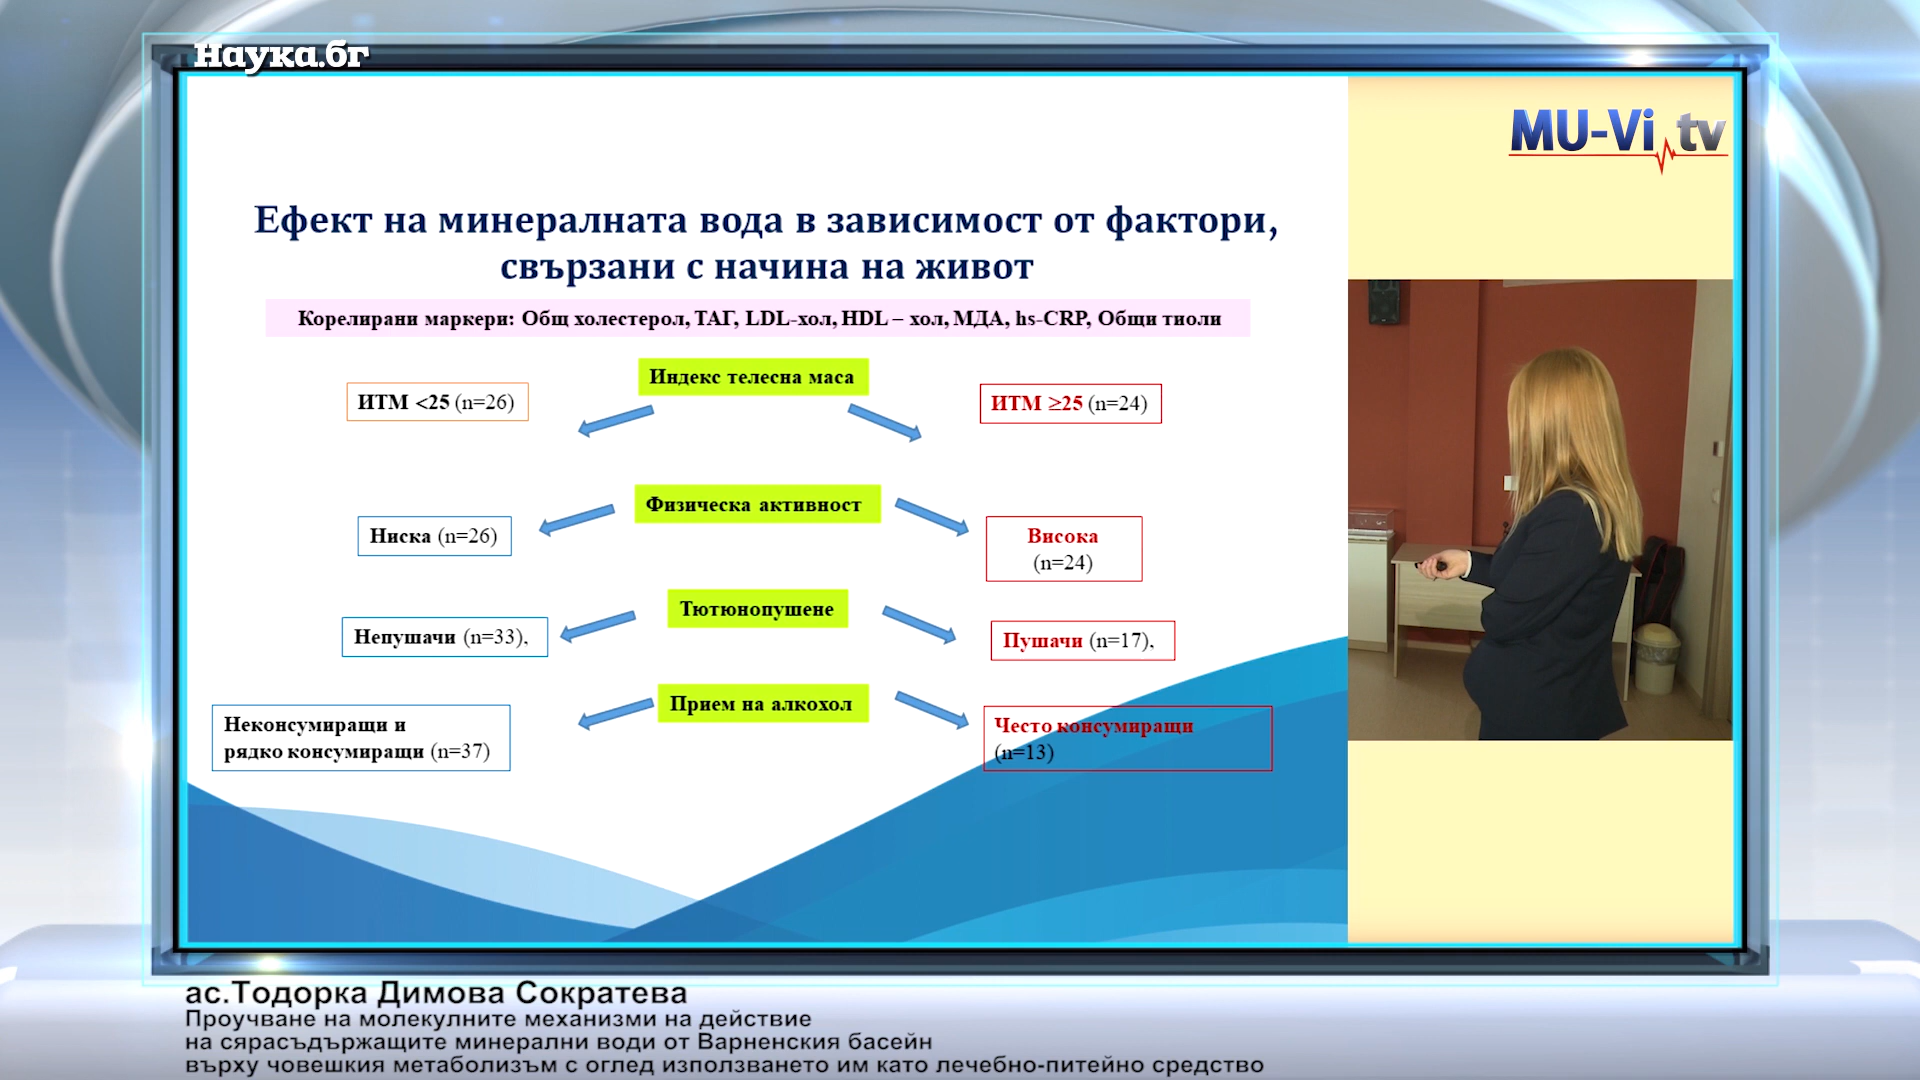 Наука.бг
MU-Vi tv
Ефект на минералната вода в зависимост от фактори,
свързани с начина на живот
Корелирани маркери: Общ холестерол, ТАГ, LDL-хол, HDL – хол, МДА, hs-CRP, Общи тиоли
Индекс телесна маса
ИТМ <25 (n=26)
ИТМ ≥25 (n=24)
Физическа активност
Ниска (n=26)
Висока
(n=24)
Тютюнопушене
Непушачи (n=33),
Пушачи (n=17),
Прием на алкохол
Неконсумиращи и
рядко консумиращи (n=37)
Често консумиращи
(n=13)
ас.Тодорка Димова Сократева
Проучване на молекулните механизми на действие
на сярасъдържащите минерални води от Варненския басейн
върху човешкия метаболизъм с оглед използването им като лечебно-питейно средство